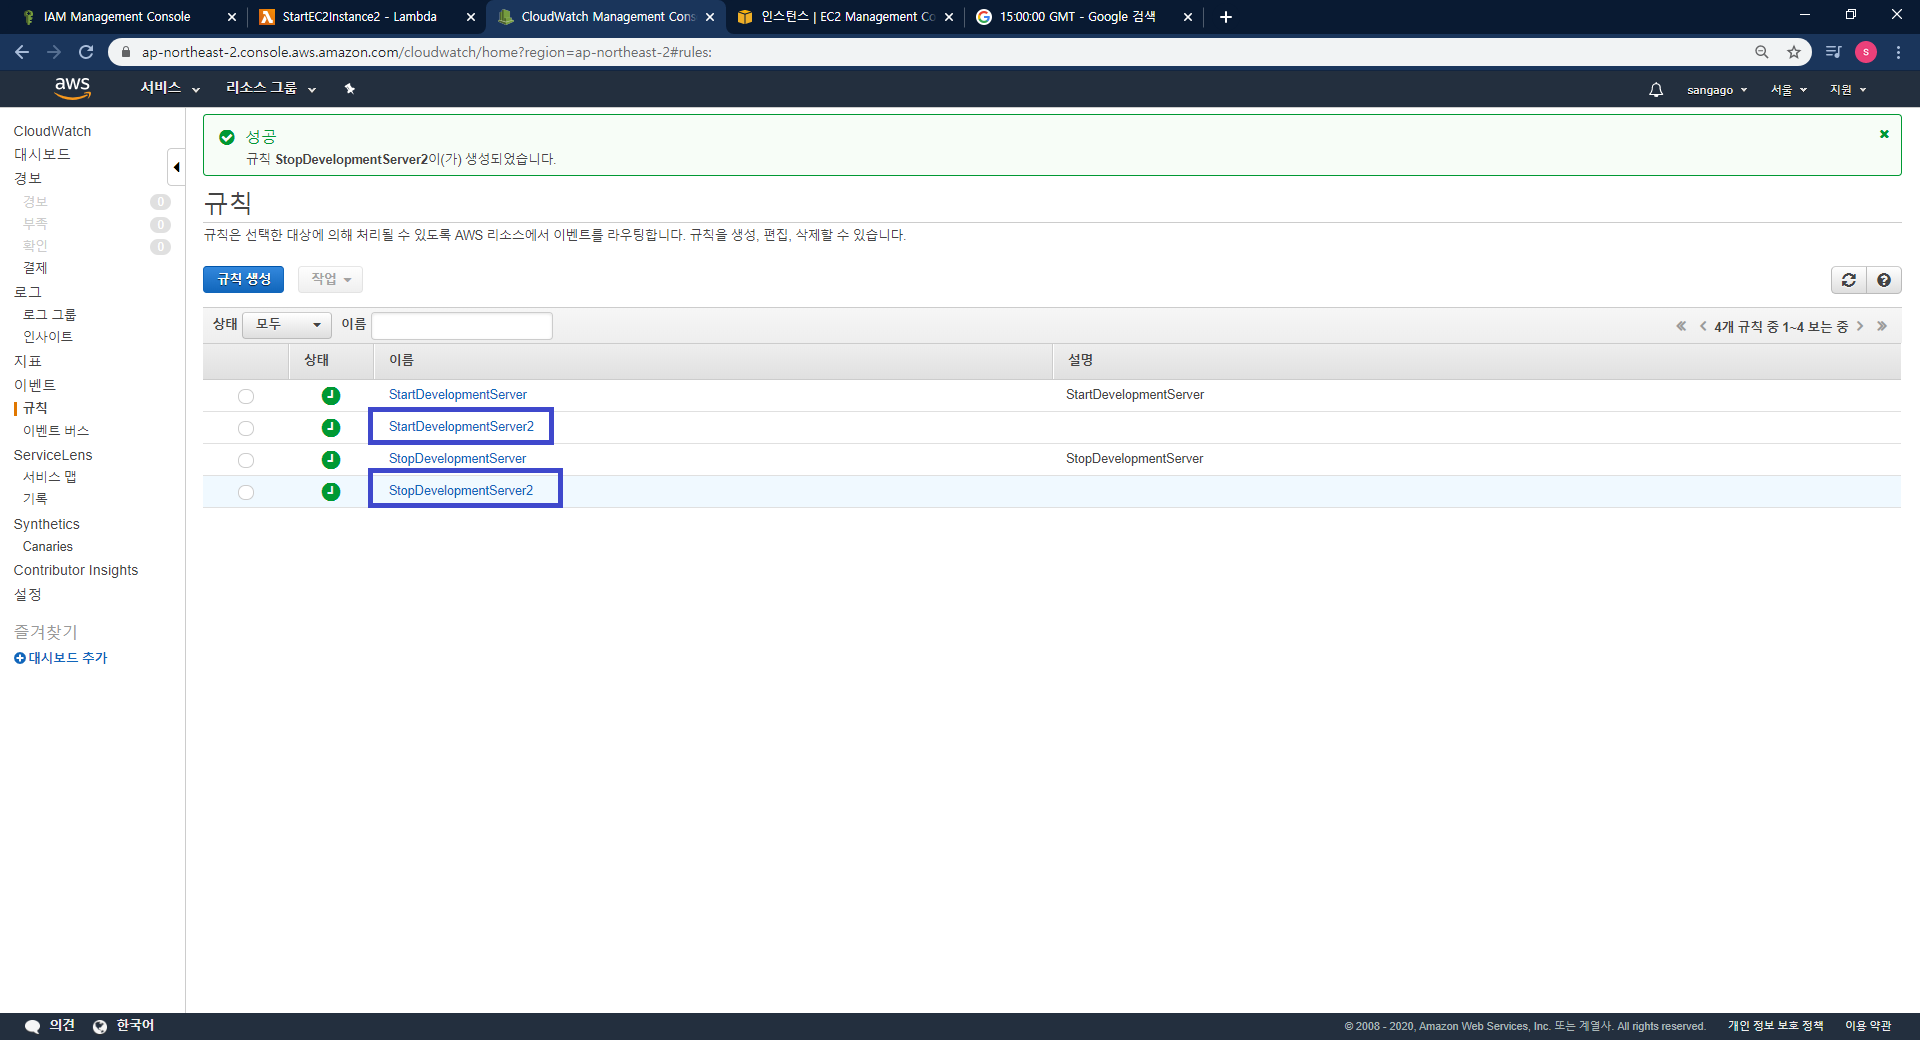 IAM Management Console
StartEC2Instance2 - Lambda
CloudWatch Management Cons
인스턴스 | EC2 Management Co
15:00:00 GMT - Google 검색
ap-northeast-2.console.aws.amazon.com/cloudwatch/home?region=ap-northeast-2#rules:
s
aws
서비스
리소스 그룹
sangago
서울
지원
CloudWatch
대시보드
경보
경보 0
부족 0
확인 0
결제
로그
로그 그룹
인사이트
지표
이벤트
규칙
이벤트 버스
ServiceLens
서비스 맵
기록
Synthetics
Canaries
Contributor Insights
설정
즐겨찾기
대시보드 추가
성공
규칙 StopDevelopmentServer2이(가) 생성되었습니다.
규칙
규칙은 선택한 대상에 의해 처리될 수 있도록 AWS 리소스에서 이벤트를 라우팅합니다. 규칙을 생성, 편집, 삭제할 수 있습니다.
규칙 생성
작업
상태 모두 이름
« ‹ 4개 규칙 중 1~4 보는 중 › »
상태 이름 설명
StartDevelopmentServer StartDevelopmentServer
StartDevelopmentServer2
StopDevelopmentServer StopDevelopmentServer
StopDevelopmentServer2
의견
한국어
© 2008 - 2020, Amazon Web Services, Inc. 또는 계열사. All rights reserved.
개인 정보 보호 정책
이용 약관